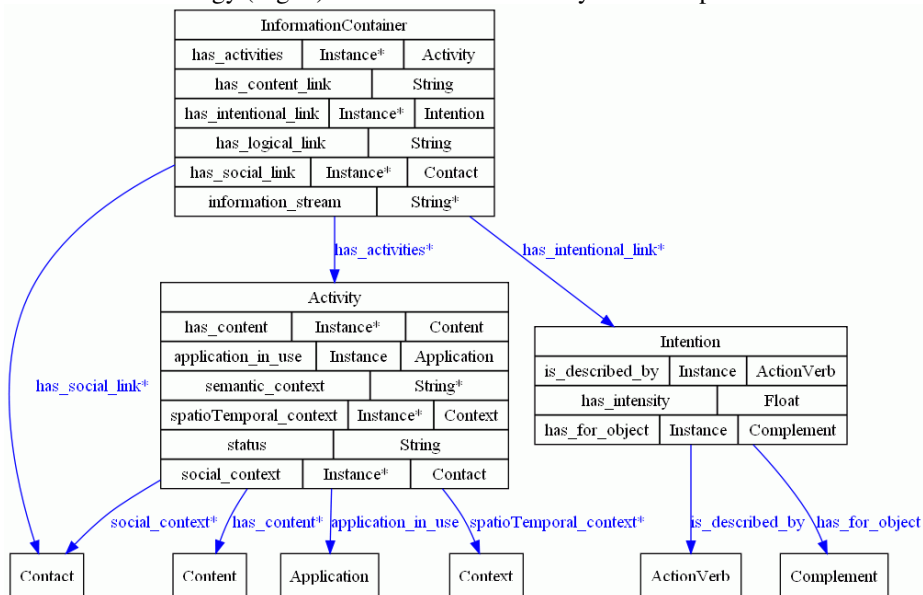 InformationContainer
has_activities Instance* Activity
has_content_link String
has_intentional_link Instance* Intention
has_logical_link String
has_social_link Instance* Contact
information_stream String*
has_activities*
has_intentional_link*
has_social_link*
Activity
has_content Instance* Content
application_in_use Instance Application
semantic_context String*
spatioTemporal_context Instance* Context
status String
social_context Instance* Contact
Intention
is_described_by Instance ActionVerb
has_intensity Float
has_for_object Instance Complement
social_context* has_content* application_in_use spatioTemporal_context* is_described_by has_for_object
Contact Content Application Context ActionVerb Complement